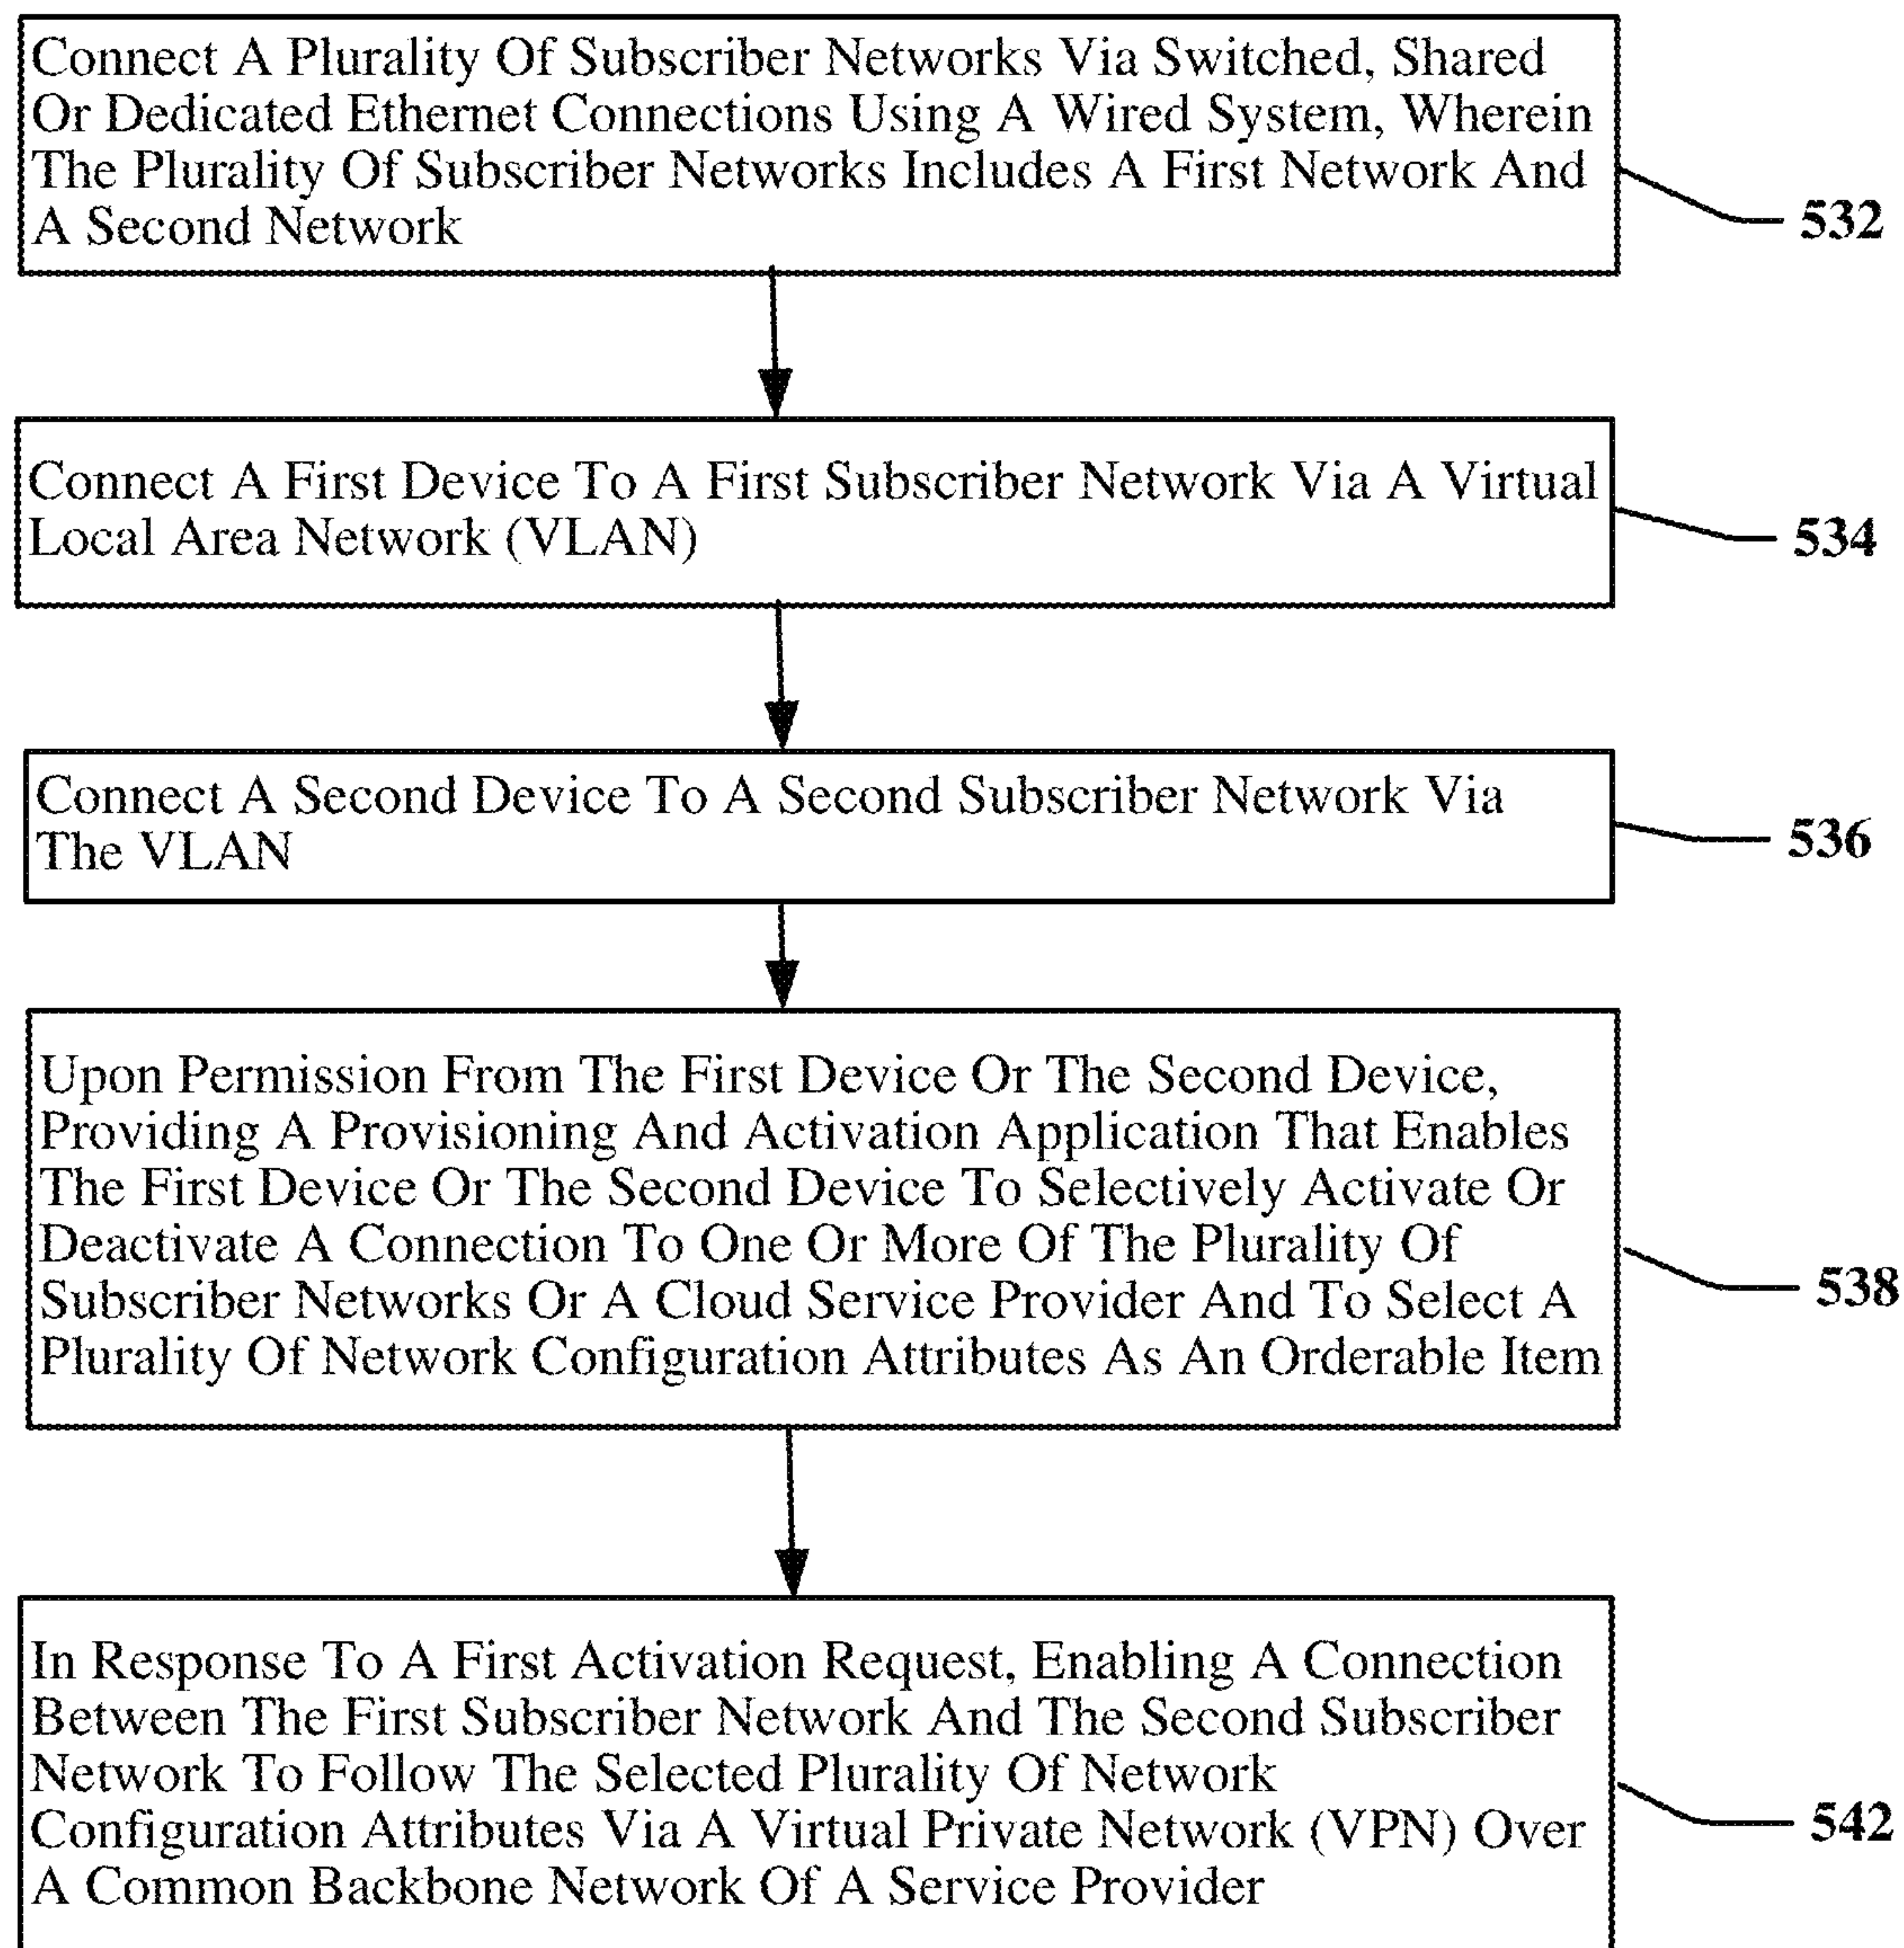 Connect A Plurality Of Subscriber Networks Via Switched, Shared
Or Dedicated Ethernet Connections Using A Wired System, Wherein
The Plurality Of Subscriber Networks Includes A First Network And
A Second Network
532
Connect A First Device To A First Subscriber Network Via A Virtual
Local Area Network (VLAN)
534
Connect A Second Device To A Second Subscriber Network Via
The VLAN
536
Upon Permission From The First Device Or The Second Device,
Providing A Provisioning And Activation Application That Enables
The First Device Or The Second Device To Selectively Activate Or
Deactivate A Connection To One Or More Of The Plurality Of
Subscriber Networks Or A Cloud Service Provider And To Select A
Plurality Of Network Configuration Attributes As An Orderable Item
538
In Response To A First Activation Request, Enabling A Connection
Between The First Subscriber Network And The Second Subscriber
Network To Follow The Selected Plurality Of Network
Configuration Attributes Via A Virtual Private Network (VPN) Over
A Common Backbone Network Of A Service Provider
542